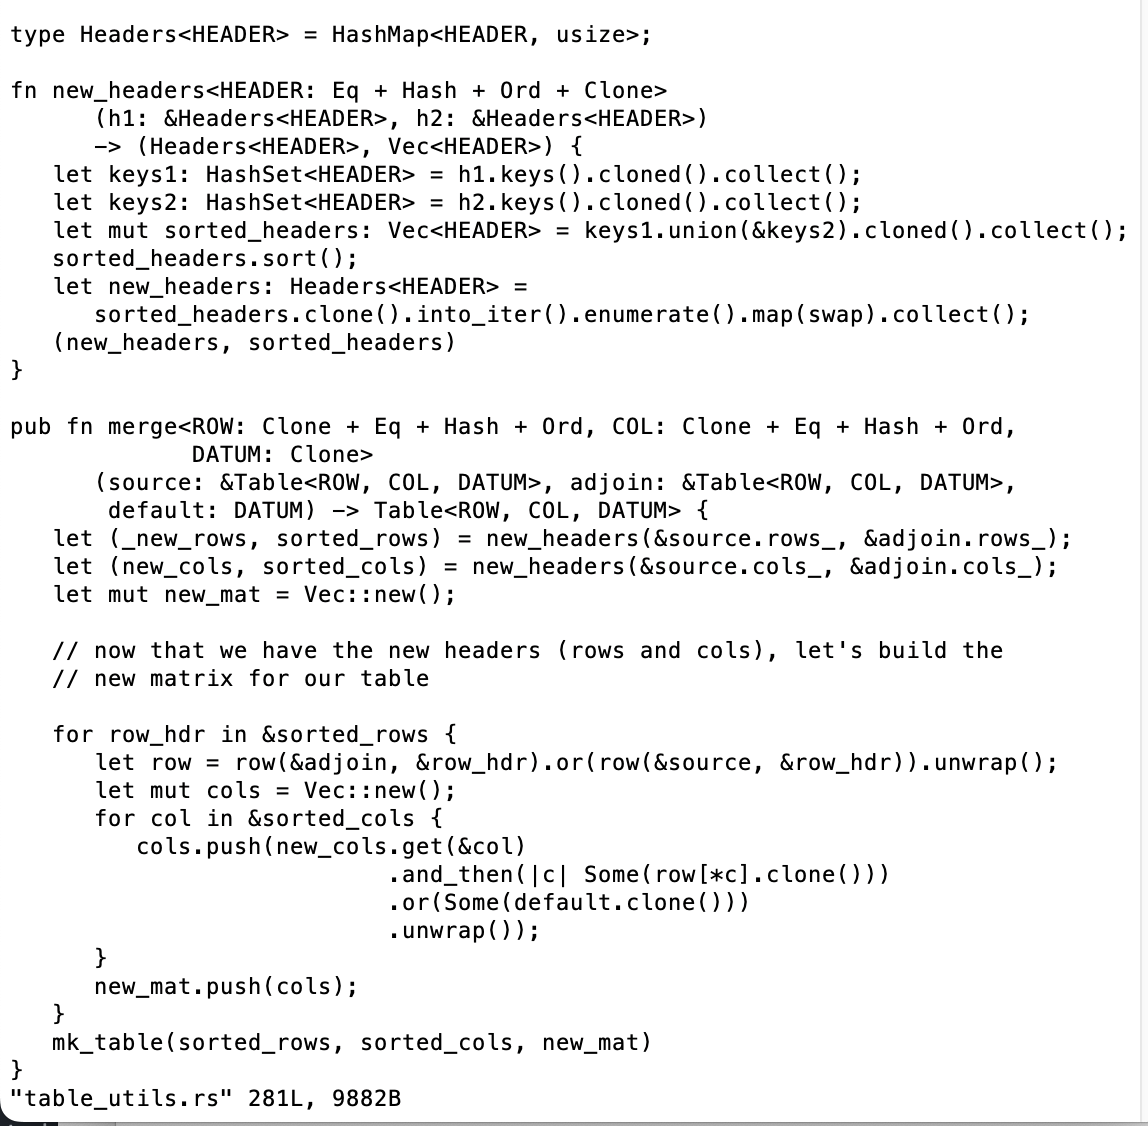 type Headers<HEADER> = HashMap<HEADER, usize>;

fn new_headers<HEADER: Eq + Hash + Ord + Clone>
      (h1: &Headers<HEADER>, h2: &Headers<HEADER>)
      -> (Headers<HEADER>, Vec<HEADER>) {
   let keys1: HashSet<HEADER> = h1.keys().cloned().collect();
   let keys2: HashSet<HEADER> = h2.keys().cloned().collect();
   let mut sorted_headers: Vec<HEADER> = keys1.union(&keys2).cloned().collect();
   sorted_headers.sort();
   let new_headers: Headers<HEADER> =
      sorted_headers.clone().into_iter().enumerate().map(swap).collect();
   (new_headers, sorted_headers)
}

pub fn merge<ROW: Clone + Eq + Hash + Ord, COL: Clone + Eq + Hash + Ord,
             DATUM: Clone>
      (source: &Table<ROW, COL, DATUM>, adjoin: &Table<ROW, COL, DATUM>,
       default: DATUM) -> Table<ROW, COL, DATUM> {
   let (_new_rows, sorted_rows) = new_headers(&source.rows_, &adjoin.rows_);
   let (new_cols, sorted_cols) = new_headers(&source.cols_, &adjoin.cols_);
   let mut new_mat = Vec::new();

   // now that we have the new headers (rows and cols), let's build the
   // new matrix for our table

   for row_hdr in &sorted_rows {
      let row = row(&adjoin, &row_hdr).or(row(&source, &row_hdr)).unwrap();
      let mut cols = Vec::new();
      for col in &sorted_cols {
         cols.push(new_cols.get(&col)
                           .and_then(|c| Some(row[*c].clone()))
                           .or(Some(default.clone()))
                           .unwrap());
      }
      new_mat.push(cols);
   }
   mk_table(sorted_rows, sorted_cols, new_mat)
}
"table_utils.rs" 281L, 9882B